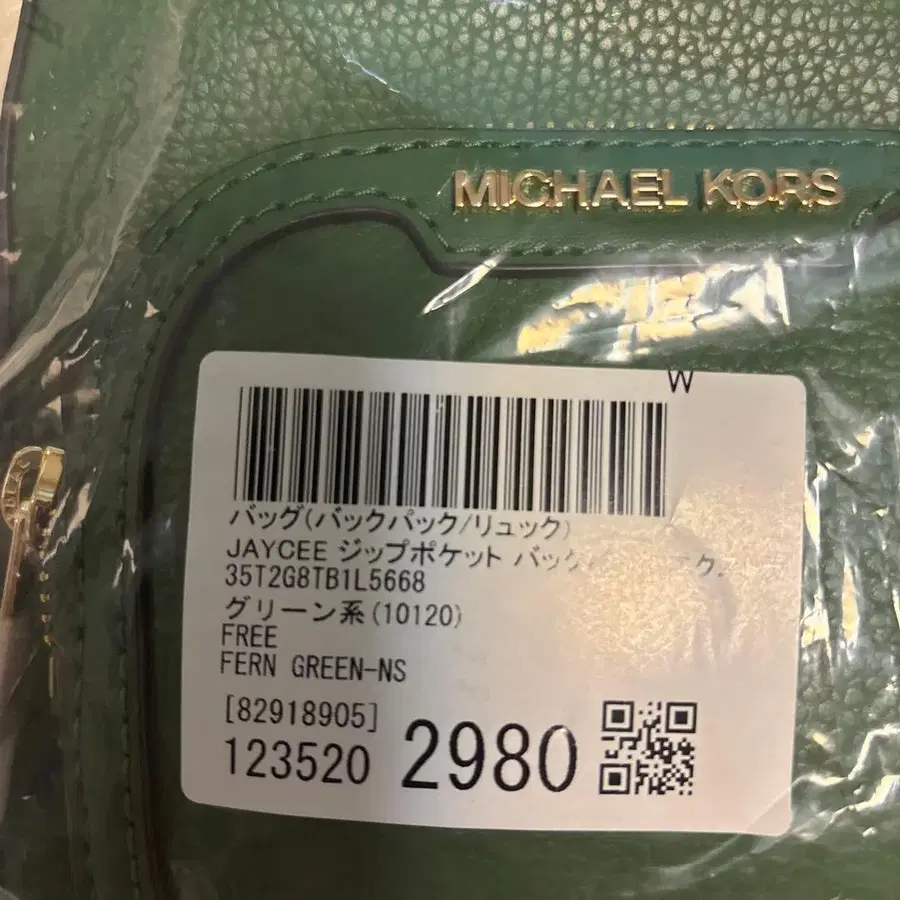 MICHAEL KORS
W
バッグ(バックパック/リュック)
JAYCEE ジップポケット
35T2G8TB1L5668
グリーン系(10120)
FREE
FERN GREEN-NS
[82918905]
123520 2980